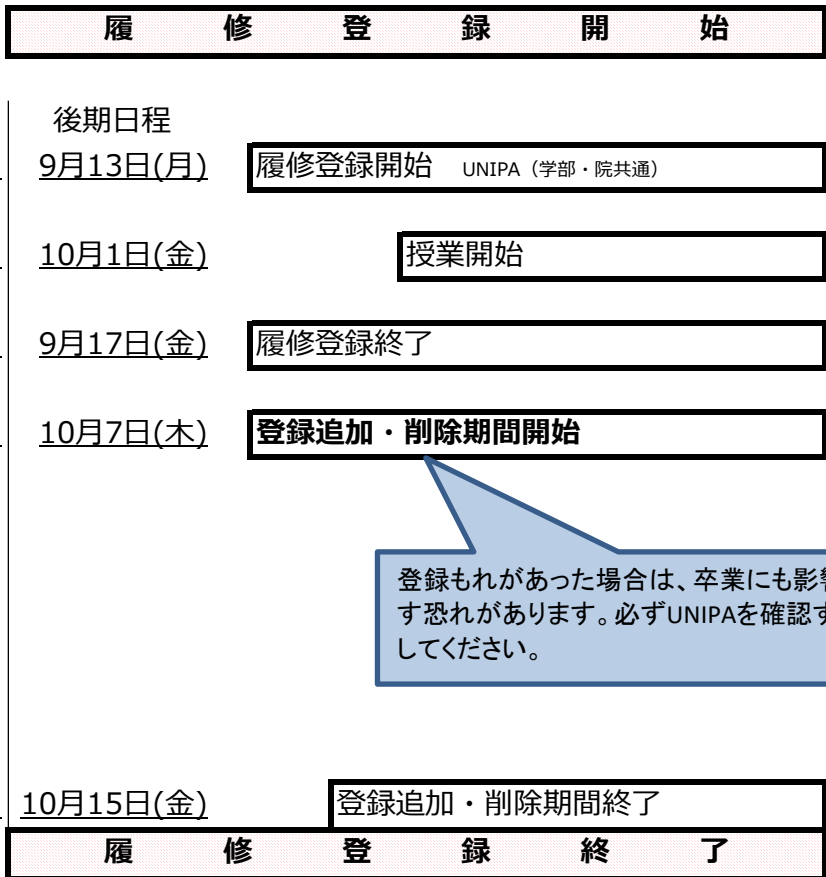 履修登録開始
後期日程
9月13日(月) 履修登録開始 UNIPA（学部・院共通）
10月1日(金) 授業開始
9月17日(金) 履修登録終了
10月7日(木) 登録追加・削除期間開始
登録もれがあった場合は、卒業にも影
す恐れがあります。必ずUNIPAを確認
してください。
10月15日(金) 登録追加・削除期間終了
履修登録終了